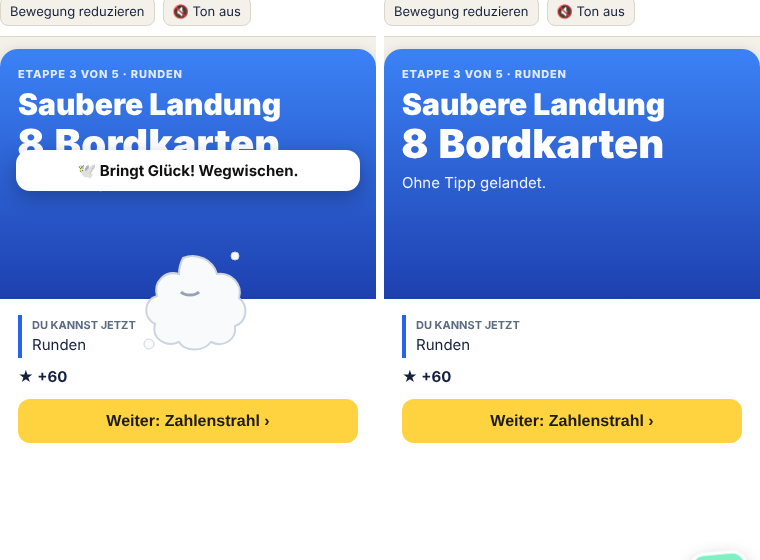 Bewegung reduzieren
🔇 Ton aus
ETAPPE 3 VON 5 · RUNDEN
Saubere Landung
8 Bordkarten
🕊️ Bringt Glück! Wegwischen.
DU KANNST JETZT
Runden
★ +60
Weiter: Zahlenstrahl ›
Bewegung reduzieren
🔇 Ton aus
ETAPPE 3 VON 5 · RUNDEN
Saubere Landung
8 Bordkarten
Ohne Tipp gelandet.
DU KANNST JETZT
Runden
★ +60
Weiter: Zahlenstrahl ›